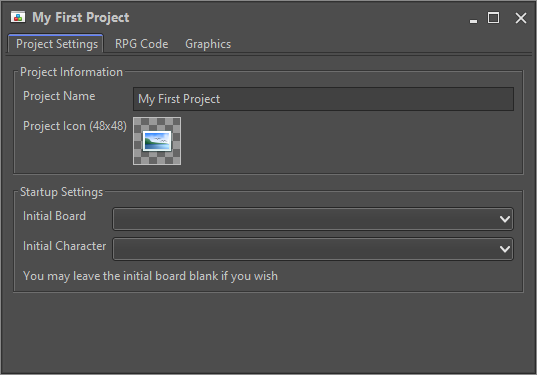 My First Project
Project Settings RPG Code Graphics
Project Information
Project Name My First Project
Project Icon (48x48)
Startup Settings
Initial Board
Initial Character
You may leave the initial board blank if you wish